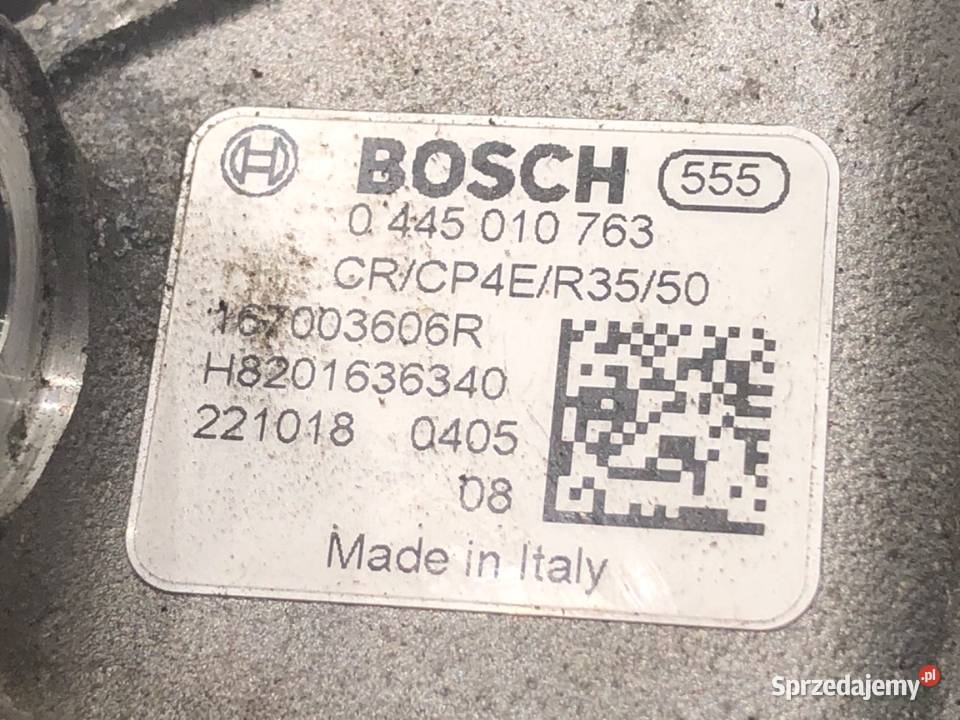 BOSCH 555
0 445 010 763
CR/CP4E/R35/50
167003606R
H8201636340
221018 0405
08
Made in Italy
Sprzedajemy.pl